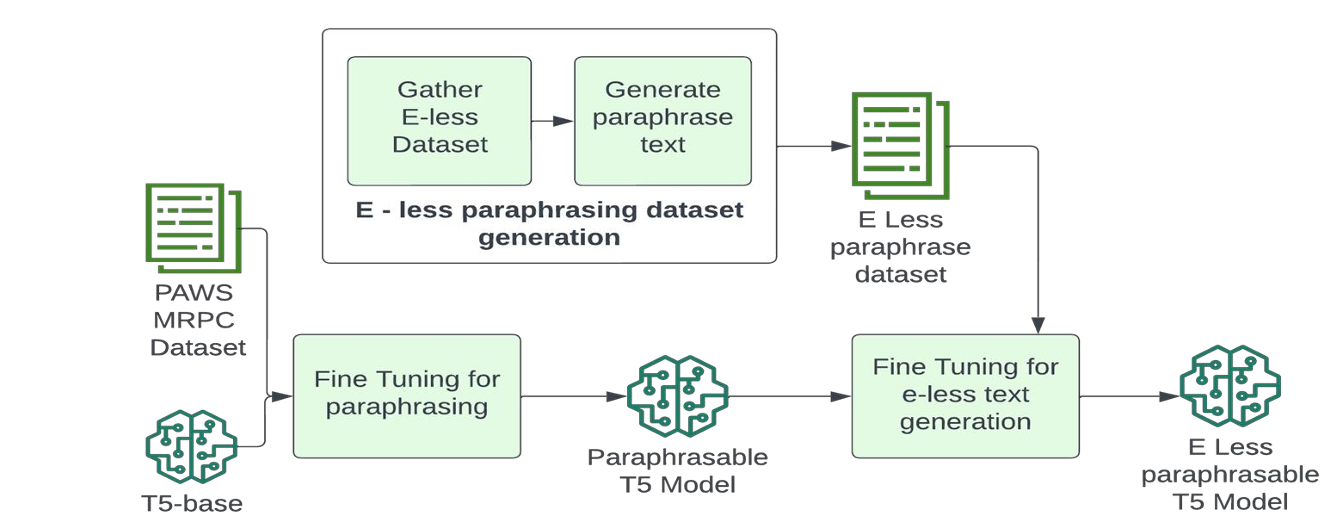 Gather
E-less
Dataset
Generate
paraphrase
text
E - less paraphrasing dataset
generation
E Less
paraphrase
dataset
PAWS
MRPC
Dataset
T5-base
Fine Tuning for
paraphrasing
Paraphrasable
T5 Model
Fine Tuning for
e-less text
generation
E Less
paraphrasable
T5 Model